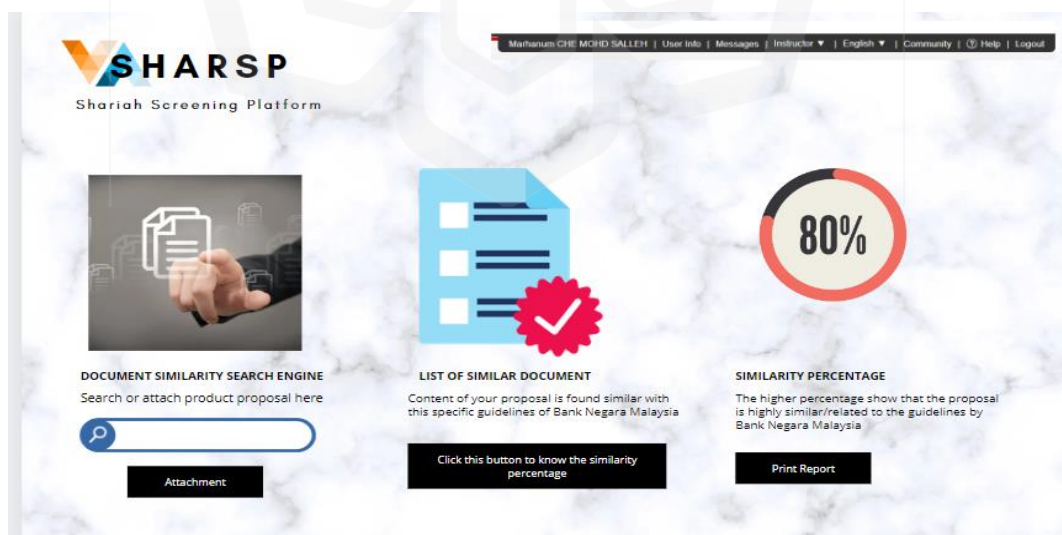 Marhanum CHE MOHD SALLEH | User Info | Messages | Instructor ▼ | English ▼ | Community | ? Help | Logout
SHARSP
Shariah Screening Platform
80%
DOCUMENT SIMILARITY SEARCH ENGINE
Search or attach product proposal here
Attachment
LIST OF SIMILAR DOCUMENT
Content of your proposal is found similar with
this specific guidelines of Bank Negara Malaysia
Click this button to know the similarity
percentage
SIMILARITY PERCENTAGE
The higher percentage show that the proposal
is highly similar/related to the guidelines by
Bank Negara Malaysia
Print Report